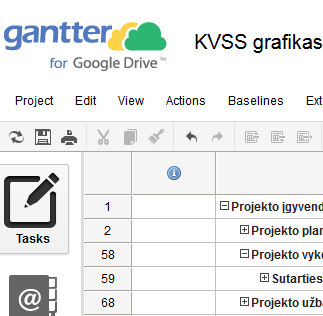 gantter
for Google Drive™
KVSS grafikas
Project Edit View Actions Baselines Ext
Tasks
1 Projekto įgyvend
2 Projekto plan
58 Projekto vyko
59 Sutarties
68 Projekto užba